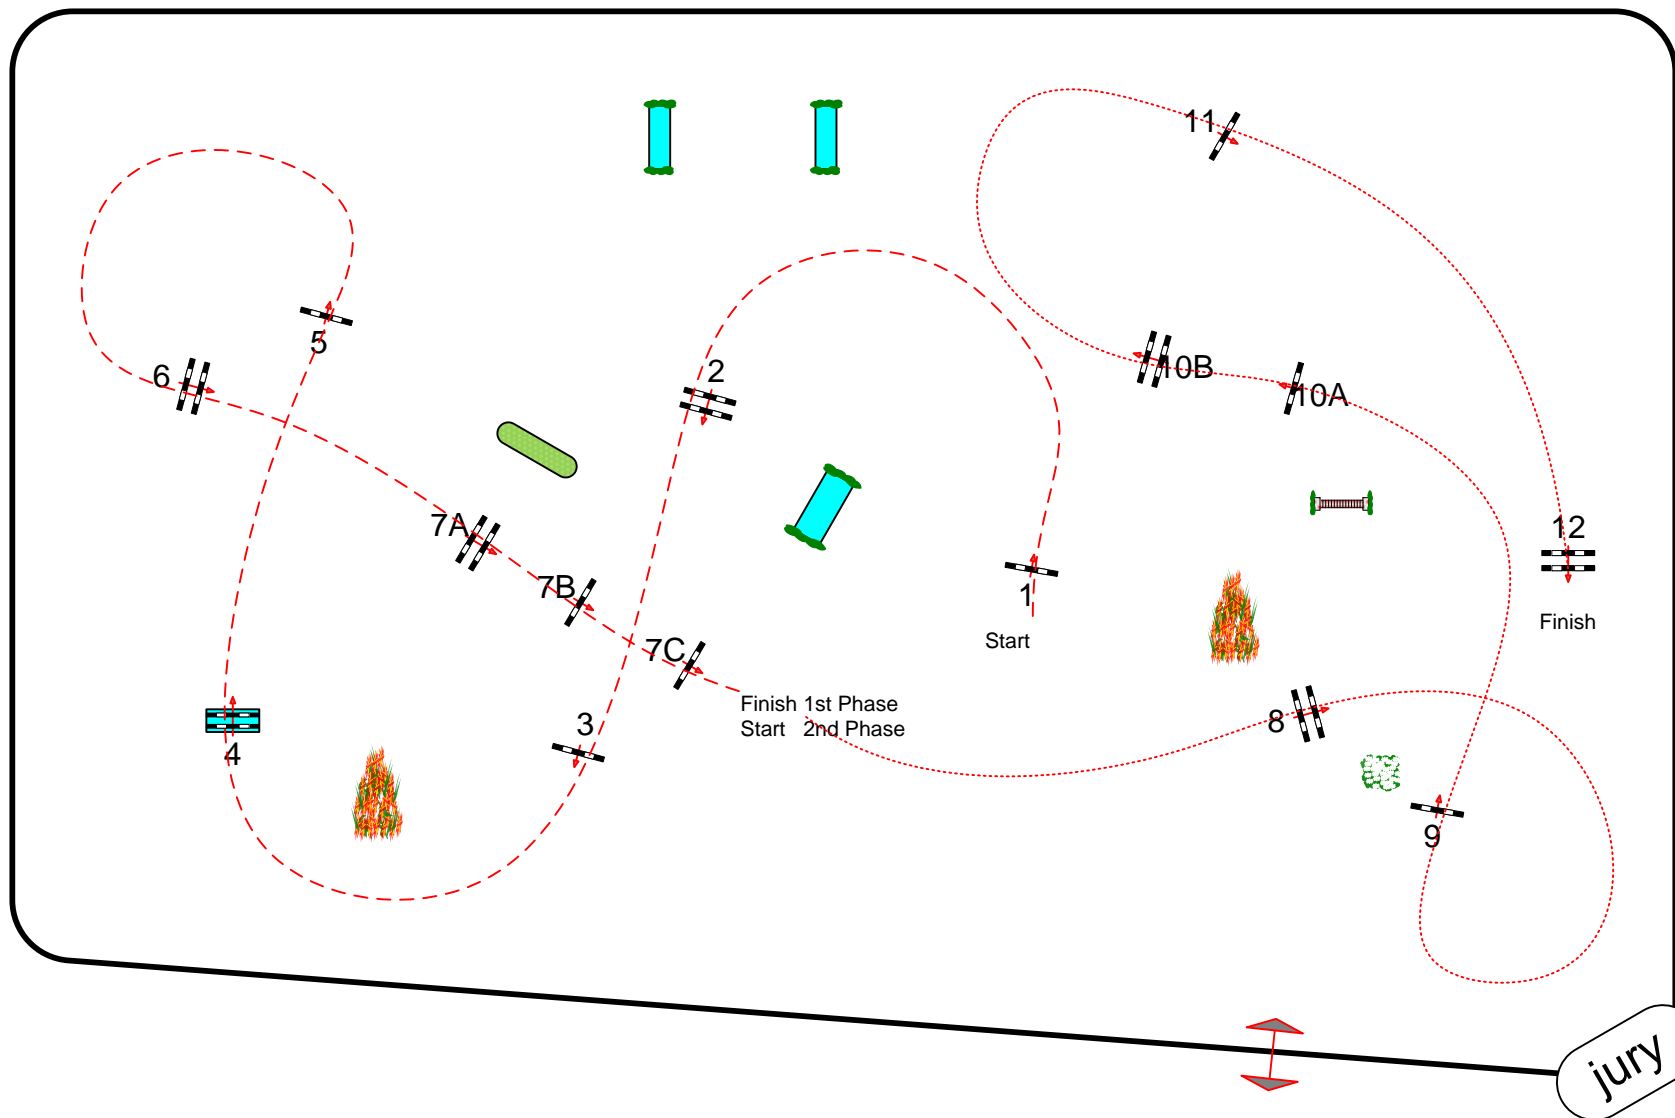 11
2
5
10B
6
10A
7A
12
7B
1
Finish
Start
7C
Finish 1st Phase
Start 2nd Phase
8
3
4
9
jury